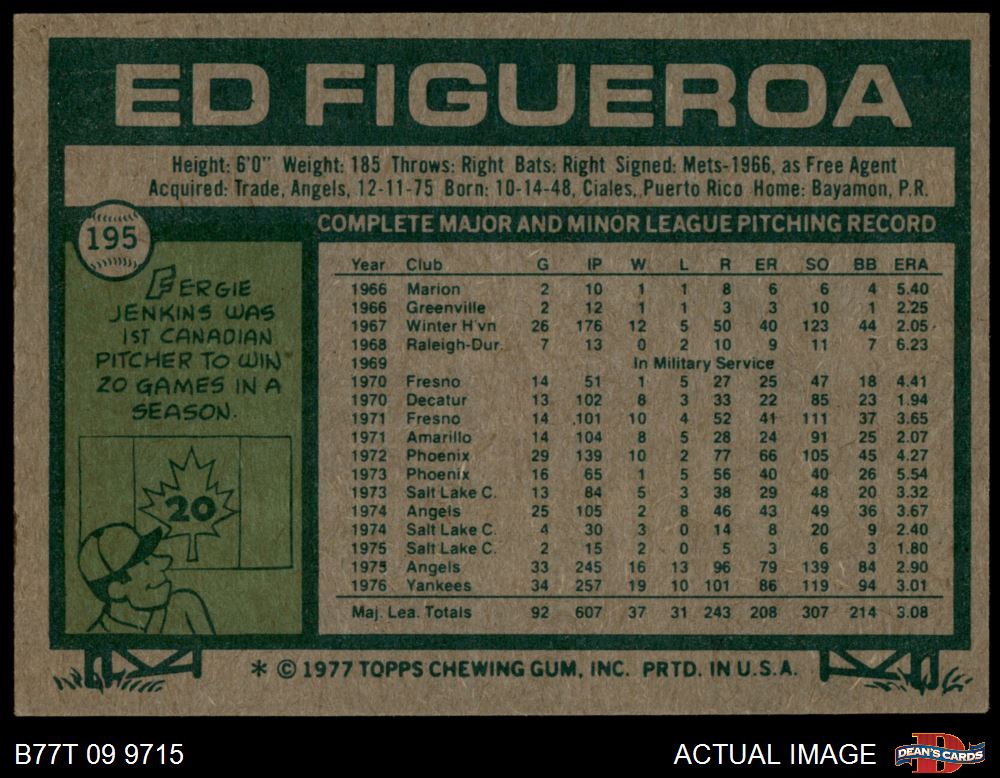 ED FIGUEROA
Height: 6'0" Weight: 185 Throws: Right Bats: Right Signed: Mets-1966, as Free Agent
Acquired: Trade, Angels, 12-11-75 Born: 10-14-48, Ciales, Puerto Rico Home: Bayamon, P.R.
195
FERGIE
JENKINS WAS
1ST CANADIAN
PITCHER TO WIN
20 GAMES IN A
SEASON.
20
COMPLETE MAJOR AND MINOR LEAGUE PITCHING RECORD
Year Club G IP W L R ER SO BB ERA
1966 Marion 2 10 1 1 8 6 6 4 5.40
1966 Greenville 2 12 1 1 3 3 10 1 2.25
1967 Winter H'vn 26 176 12 5 50 40 123 44 2.05
1968 Raleigh-Dur. 7 13 0 2 10 9 11 7 6.23
1969 In Military Service
1970 Fresno 14 51 1 5 27 25 47 18 4.41
1970 Decatur 13 102 8 3 33 22 85 23 1.94
1971 Fresno 14 101 10 4 52 41 111 37 3.65
1971 Amarillo 14 104 8 5 28 24 91 25 2.07
1972 Phoenix 29 139 10 2 77 66 105 45 4.27
1973 Phoenix 16 65 1 5 56 40 40 26 5.54
1973 Salt Lake C. 13 84 5 3 38 29 48 20 3.32
1974 Angels 25 105 2 8 46 43 49 36 3.67
1974 Salt Lake C. 4 30 3 0 14 8 20 9 2.40
1975 Salt Lake C. 2 15 2 0 5 3 6 3 1.80
1975 Angels 33 245 16 13 96 79 139 84 2.90
1976 Yankees 34 257 19 10 101 86 119 94 3.01
Maj. Lea. Totals 92 607 37 31 243 208 307 214 3.08
* © 1977 TOPPS CHEWING GUM, INC. PRTD. IN U.S.A.
B77T 09 9715
ACTUAL IMAGE
DEAN'S CARDS